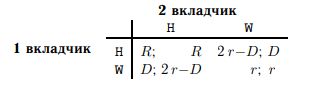 2 вкладчик
H W
1 вкладчик H R; R 2r−D; D
W D; 2r−D r; r